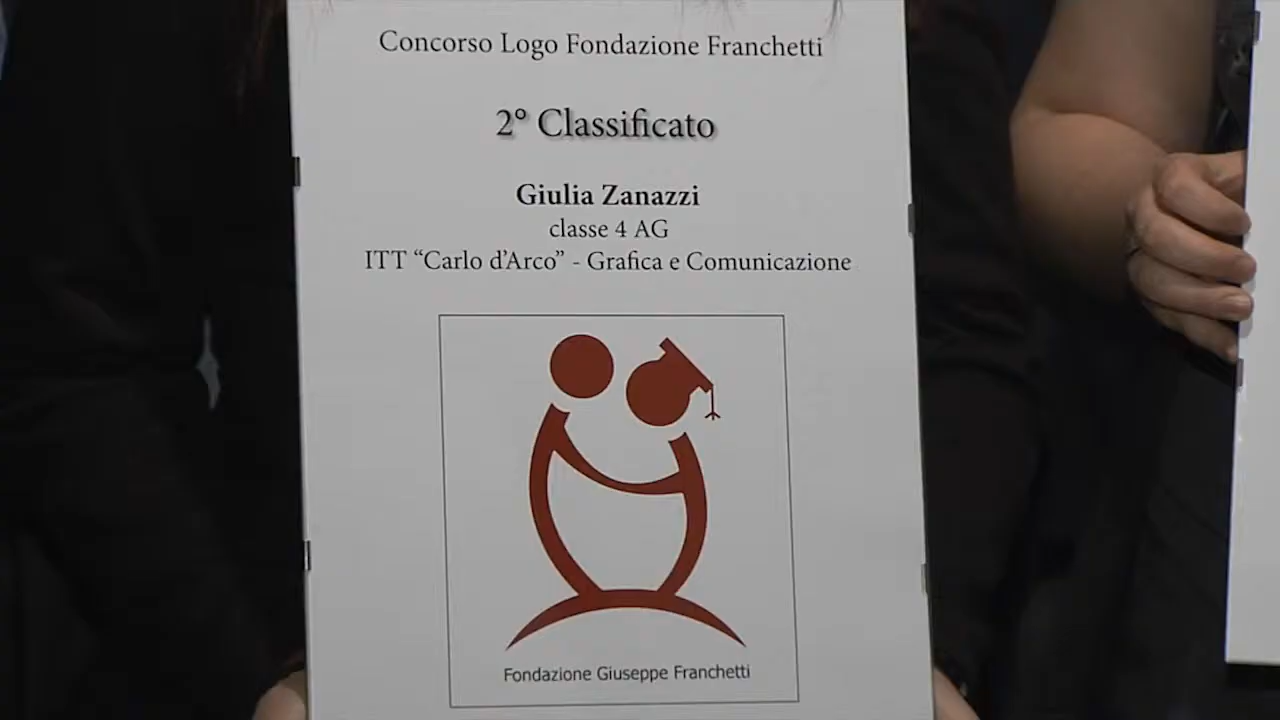 Concorso Logo Fondazione Franchetti
2° Classificato
Giulia Zanazzi
classe 4 AG
ITT “Carlo d’Arco” - Grafica e Comunicazione
Fondazione Giuseppe Franchetti